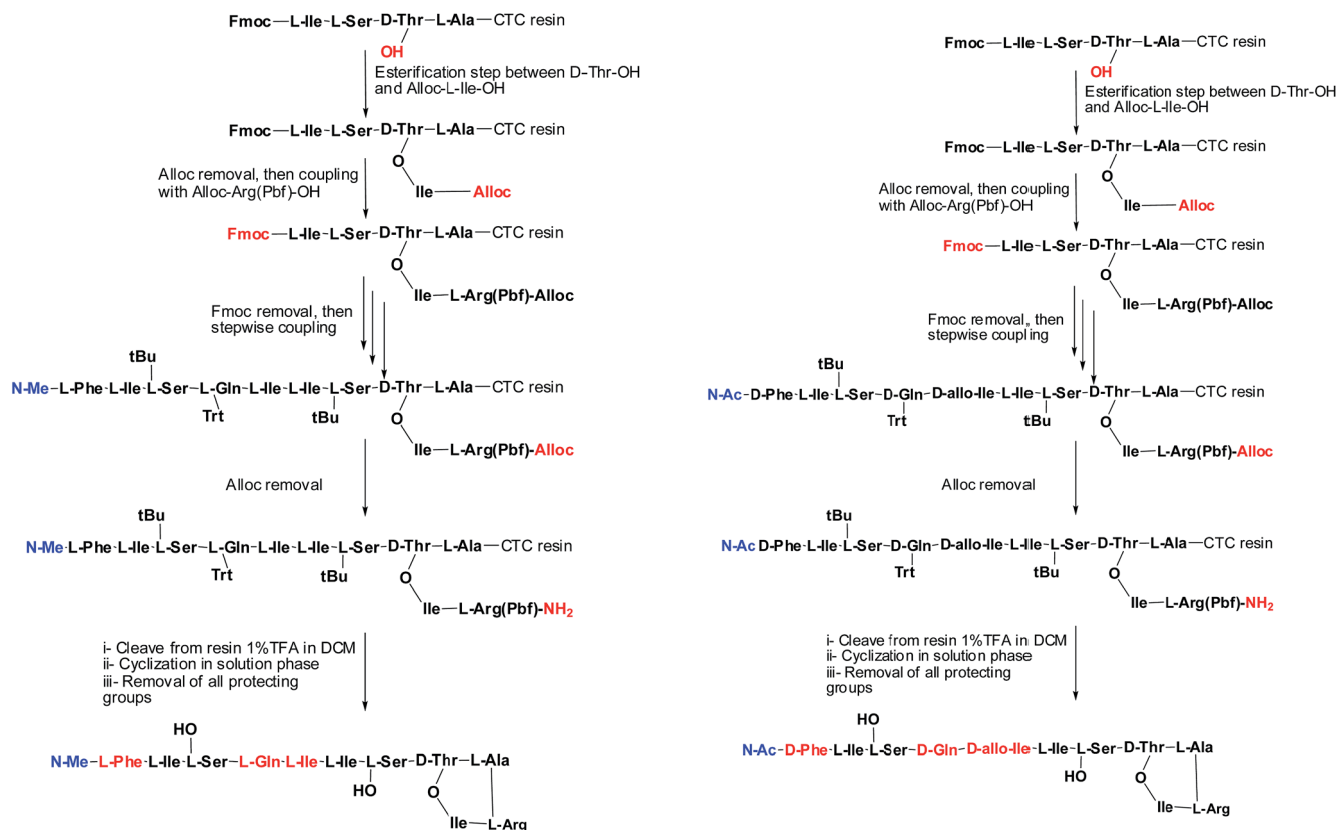 Fmoc—L-Ile-L-Ser-D-Thr-L-Ala—CTC resin
OH
Esterification step between D-Thr-OH
and Alloc-L-Ile-OH
Fmoc—L-Ile-L-Ser-D-Thr-L-Ala—CTC resin
O
Ile—Alloc
Alloc removal, then coupling
with Alloc-Arg(Pbf)-OH
Fmoc—L-Ile-L-Ser-D-Thr-L-Ala—CTC resin
O
Ile—L-Arg(Pbf)-Alloc
Fmoc removal, then
stepwise coupling
tBu
N-Me-L-Phe-L-Ile-L-Ser-L-Gln-L-Ile-L-Ile-L-Ser-D-Thr-L-Ala—CTC resin
Trt
tBu
O
Ile—L-Arg(Pbf)-Alloc
Alloc removal
tBu
N-Me-L-Phe-L-Ile-L-Ser-L-Gln-L-Ile-L-Ile-L-Ser-D-Thr-L-Ala—CTC resin
Trt
tBu
O
Ile—L-Arg(Pbf)-NH2
i- Cleave from resin 1%TFA in DCM
ii- Cyclization in solution phase
iii- Removal of all protecting
groups
HO
N-Me-L-Phe-L-Ile-L-Ser-L-Gln-L-Ile-L-Ile-L-Ser-D-Thr-L-Ala
HO
O
Ile—L-Arg
Fmoc—L-Ile-L-Ser-D-Thr-L-Ala—CTC resin
OH
Esterification step between D-Thr-OH
and Alloc-L-Ile-OH
Fmoc—L-Ile-L-Ser-D-Thr-L-Ala—CTC resin
O
Ile—Alloc
Alloc removal, then coupling
with Alloc-Arg(Pbf)-OH
Fmoc—L-Ile-L-Ser-D-Thr-L-Ala—CTC resin
O
Ile—L-Arg(Pbf)-Alloc
Fmoc removal, then
stepwise coupling
tBu
N-Ac-D-Phe-L-Ile-L-Ser-D-Gln-D-allo-Ile-L-Ile-L-Ser-D-Thr-L-Ala—CTC resin
Trt
tBu
O
Ile—L-Arg(Pbf)-Alloc
Alloc removal
tBu
N-Ac D-Phe-L-Ile-L-Ser-D-Gln-D-allo-Ile-L-Ile-L-Ser-D-Thr-L-Ala—CTC resin
Trt
tBu
O
Ile—L-Arg(Pbf)-NH2
i- Cleave from resin 1%TFA in DCM
ii- Cyclization in solution phase
iii- Removal of all protecting
groups
HO
N-Ac-D-Phe-L-Ile-L-Ser-D-Gln-D-allo-Ile-L-Ile-L-Ser-D-Thr-L-Ala
HO
O
Ile—L-Arg